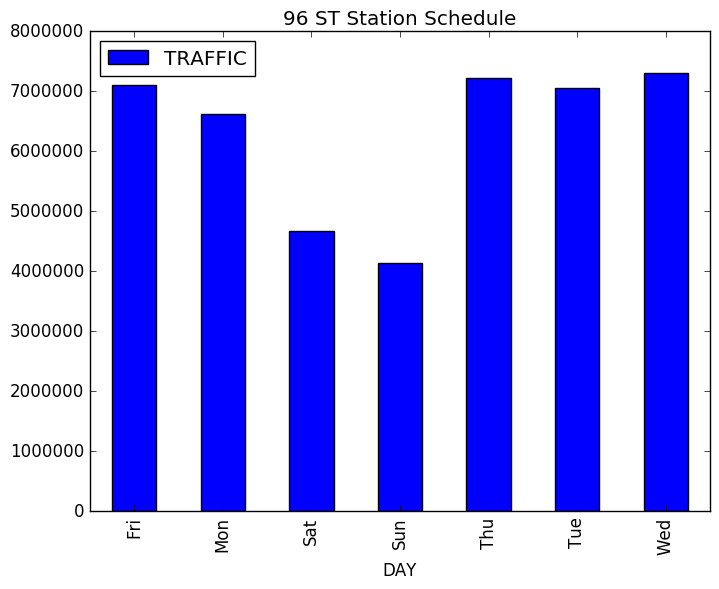 96 ST Station Schedule
TRAFFIC
8000000
7000000
6000000
5000000
4000000
3000000
2000000
1000000
0
Fri
Mon
Sat
Sun
Thu
Tue
Wed
DAY